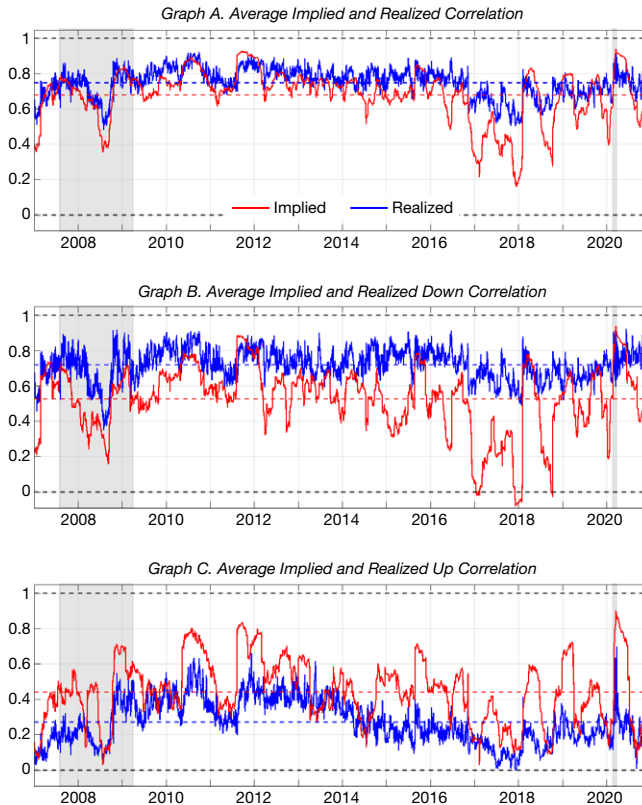 Graph A. Average Implied and Realized Correlation
1
0.8
0.6
0.4
0.2
0
Implied
Realized
2008 2010 2012 2014 2016 2018 2020
Graph B. Average Implied and Realized Down Correlation
1
0.8
0.6
0.4
0.2
0
2008 2010 2012 2014 2016 2018 2020
Graph C. Average Implied and Realized Up Correlation
1
0.8
0.6
0.4
0.2
0
2008 2010 2012 2014 2016 2018 2020